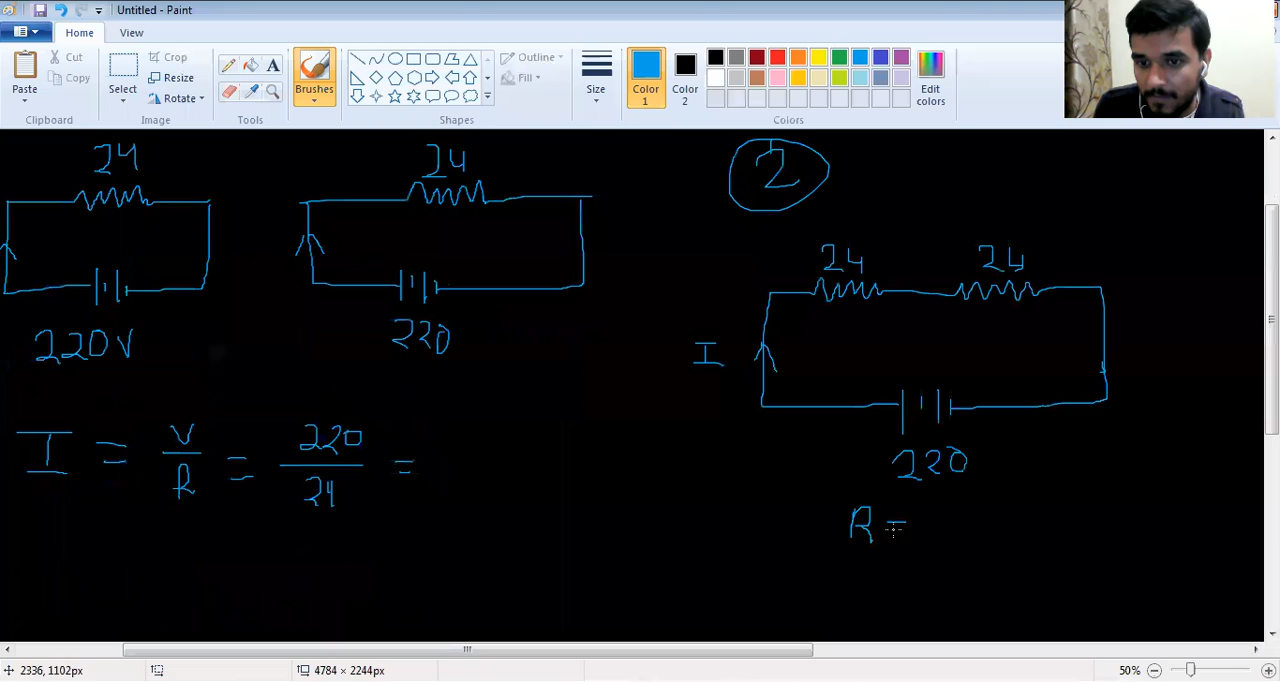 Untitled - Paint
Home View
Paste
Cut
Copy
Clipboard
Select
Crop
Resize
Rotate
Image
A
Tools
Brushes
Outline
Fill
Shapes
Size
Color 1
Color 2
Edit colors
Colors
24
220V
24
220
I = V/R = 220/24 =
2
24 24
I
220
R =
2336, 1102px
4784 × 2244px
50%